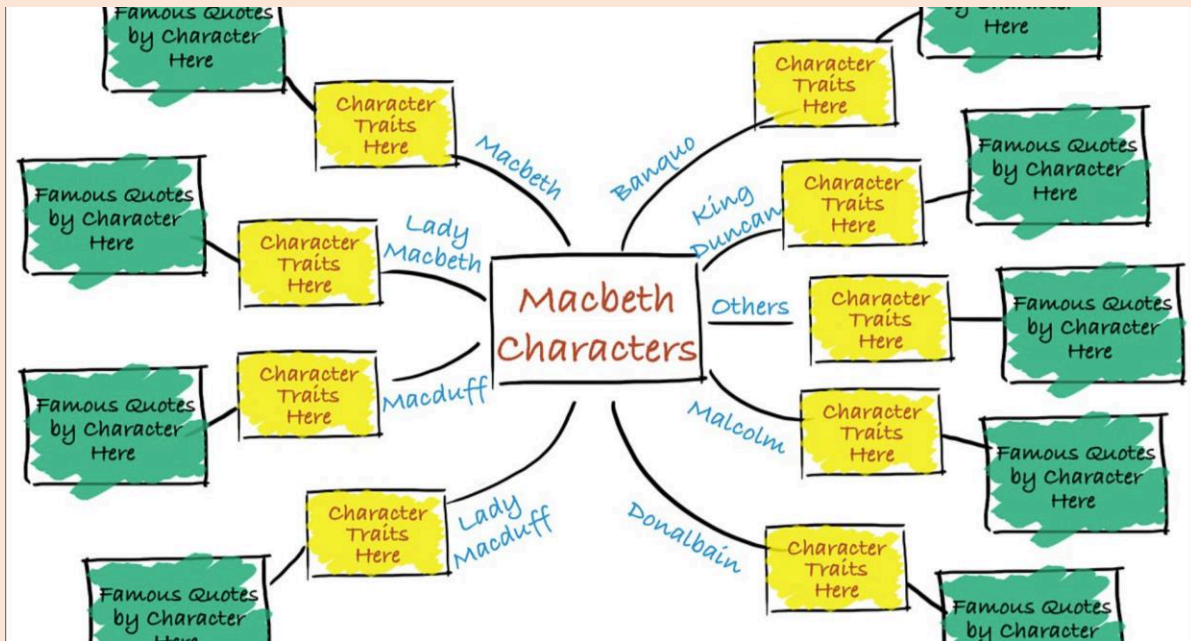 Famous Quotes
by Character
Here
Character
Traits
Here
Macbeth
Famous Quotes
by Character
Here
Character
Traits
Here
Lady
Macbeth
Famous Quotes
by Character
Here
Character
Traits
Here
Macduff
Famous Quotes
by Character
Here
Character
Traits
Here
Lady
Macduff
Macbeth
Characters
Banquo
Character
Traits
Here
by Character
Here
King
Duncan
Character
Traits
Here
Famous Quotes
by Character
Here
Others
Character
Traits
Here
Famous Quotes
by Character
Here
Malcolm
Character
Traits
Here
Famous Quotes
by Character
Here
Donalbain
Character
Traits
Here
Famous Quotes
by Character